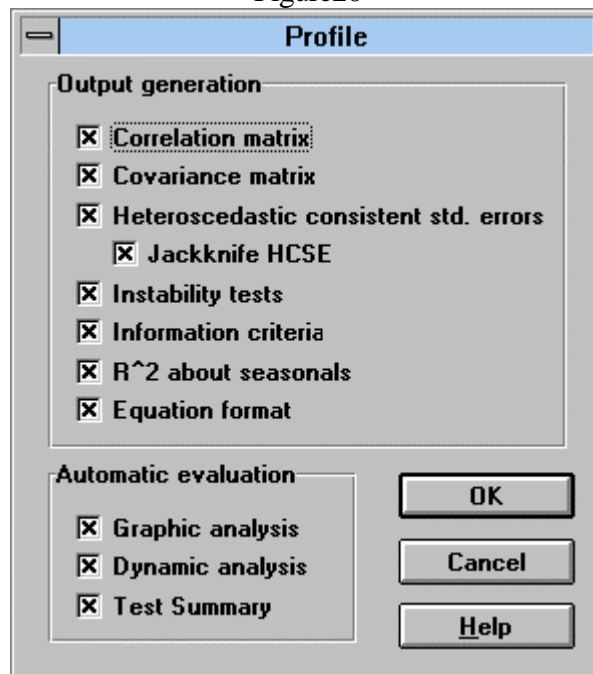 Figure20
Profile
Output generation
Correlation matrix
Covariance matrix
Heteroscedastic consistent std. errors
Jackknife HCSE
Instability tests
Information criteria
R^2 about seasonals
Equation format
Automatic evaluation
Graphic analysis
Dynamic analysis
Test Summary
OK
Cancel
Help